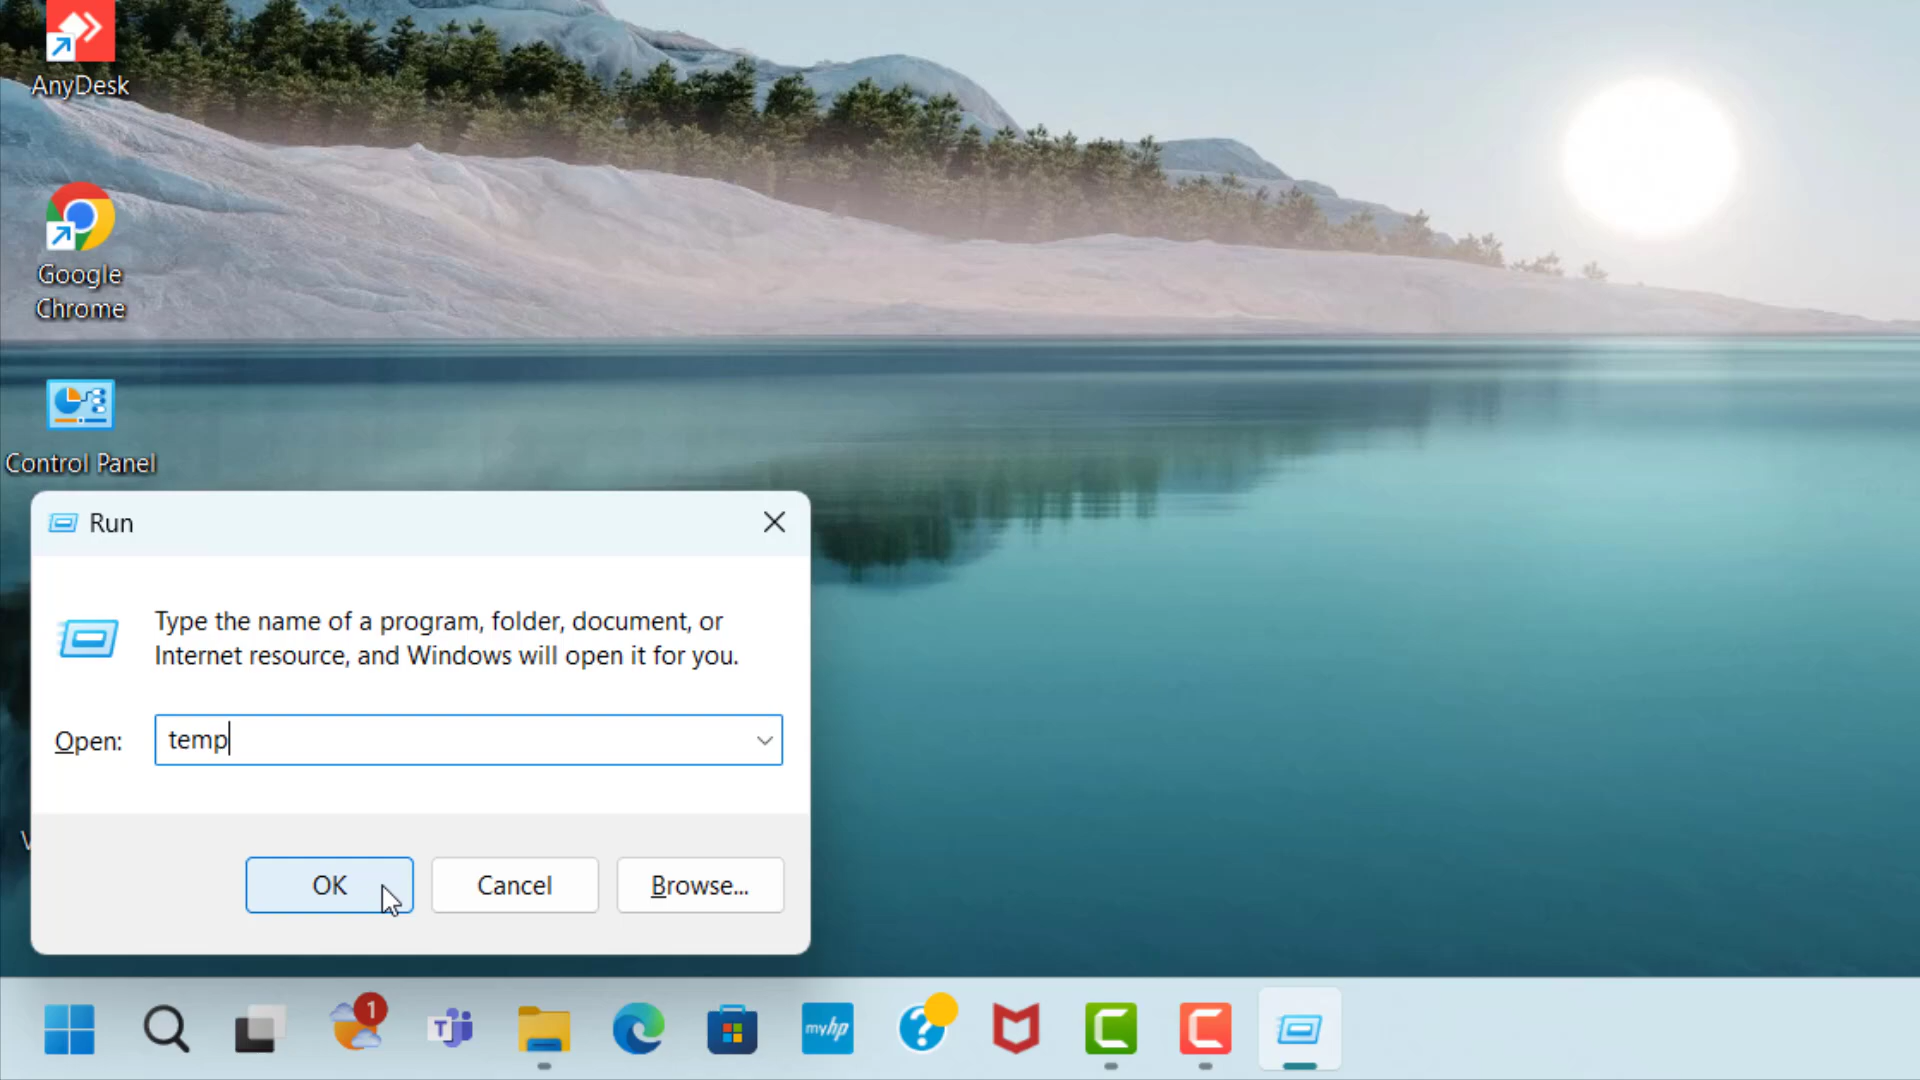 AnyDesk
Google
Chrome
Control Panel
Run
Type the name of a program, folder, document, or
Internet resource, and Windows will open it for you.
Open: temp
OK Cancel Browse...
1
T
myhp
?